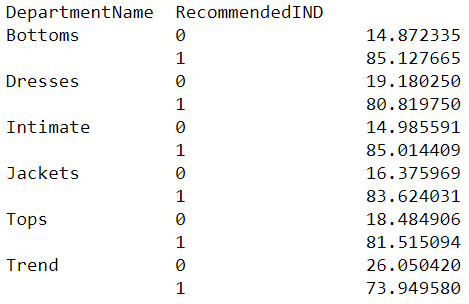 DepartmentName RecommendedIND
Bottoms 0 14.872335
1 85.127665
Dresses 0 19.180250
1 80.819750
Intimate 0 14.985591
1 85.014409
Jackets 0 16.375969
1 83.624031
Tops 0 18.484906
1 81.515094
Trend 0 26.050420
1 73.949580